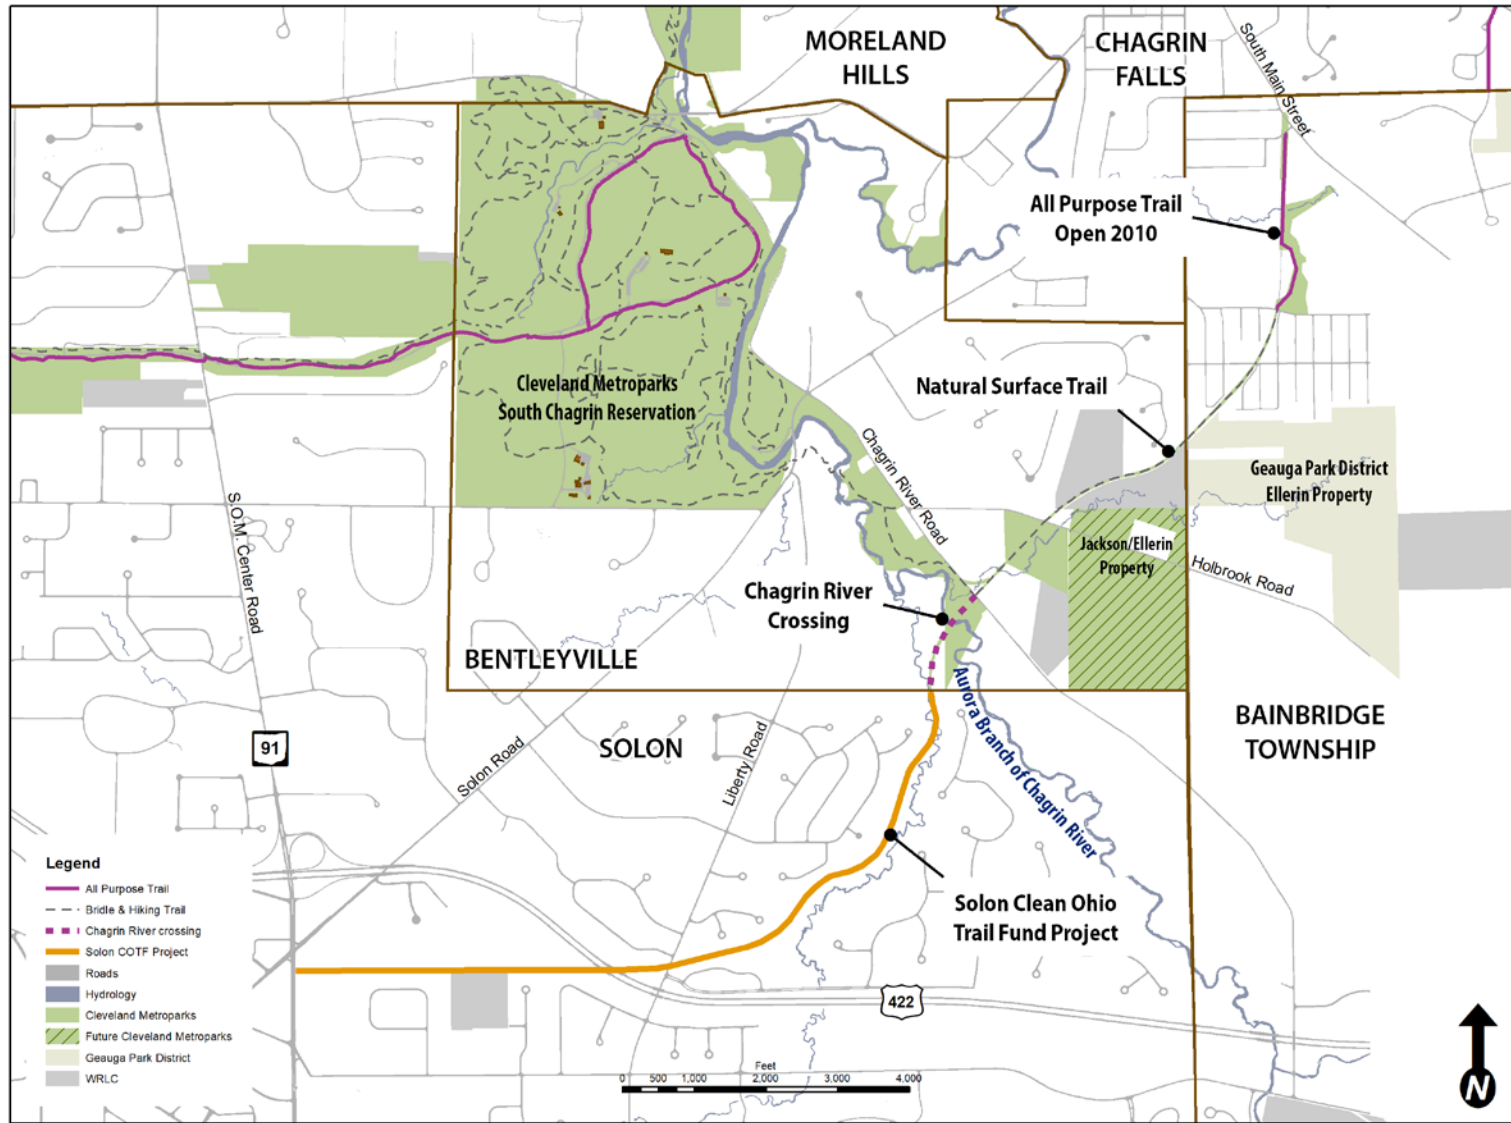 MORELAND
HILLS
CHAGRIN
FALLS
South Main Street
All Purpose Trail
Open 2010
Natural Surface Trail
Cleveland Metroparks
South Chagrin Reservation
Chagrin River Road
Geauga Park District
Ellerin Property
Jackson/Ellerin
Property
Holbrook Road
S.O.M. Center Road
Chagrin River
Crossing
BENTLEYVILLE
Aurora Branch of Chagrin River
BAINBRIDGE
TOWNSHIP
91
SOLON
Solon Road
Liberty Road
Solon Clean Ohio
Trail Fund Project
422
Legend
All Purpose Trail
Bridle & Hiking Trail
Chagrin River crossing
Solon COTF Project
Roads
Hydrology
Cleveland Metroparks
Future Cleveland Metroparks
Geauga Park District
WRLC
Feet
0 500 1,000 2,000 3,000 4,000
N